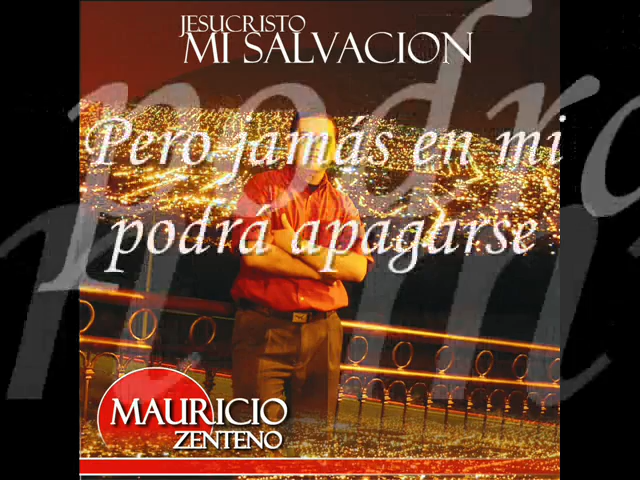 JESUCRISTO
MI SALVACION
Pero jamás en mi
podrá apagarse
MAURICIO
ZENTENO